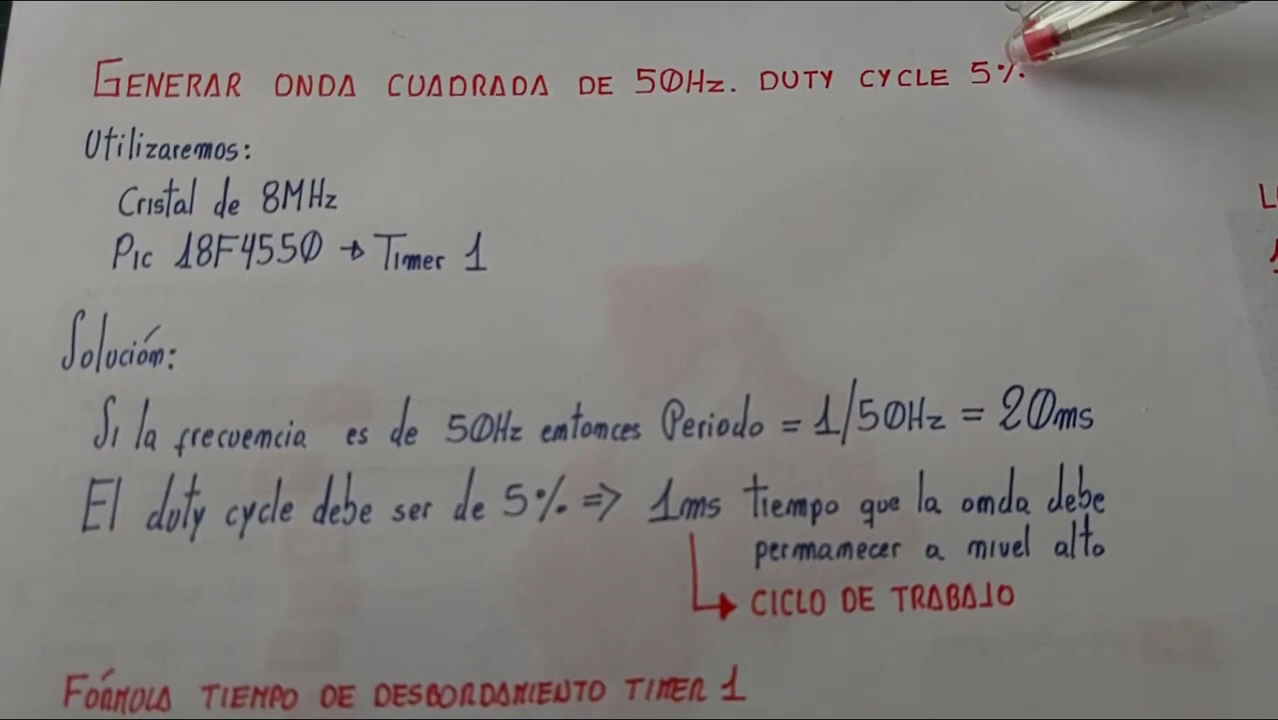 GENERAR ONDA CUADRADA DE 50Hz. DUTY CYCLE 5%.
Utilizaremos:
Cristal de 8MHz
Pic 18F4550 → Timer 1
Solución:
Si la frecuencia es de 50Hz entonces Periodo = 1/50Hz = 20ms
El duty cycle debe ser de 5% => 1ms tiempo que la onda debe
permanecer a nivel alto
CICLO DE TRABAJO
FÓRMULA TIEMPO DE DESBORDAMIENTO TIMER 1